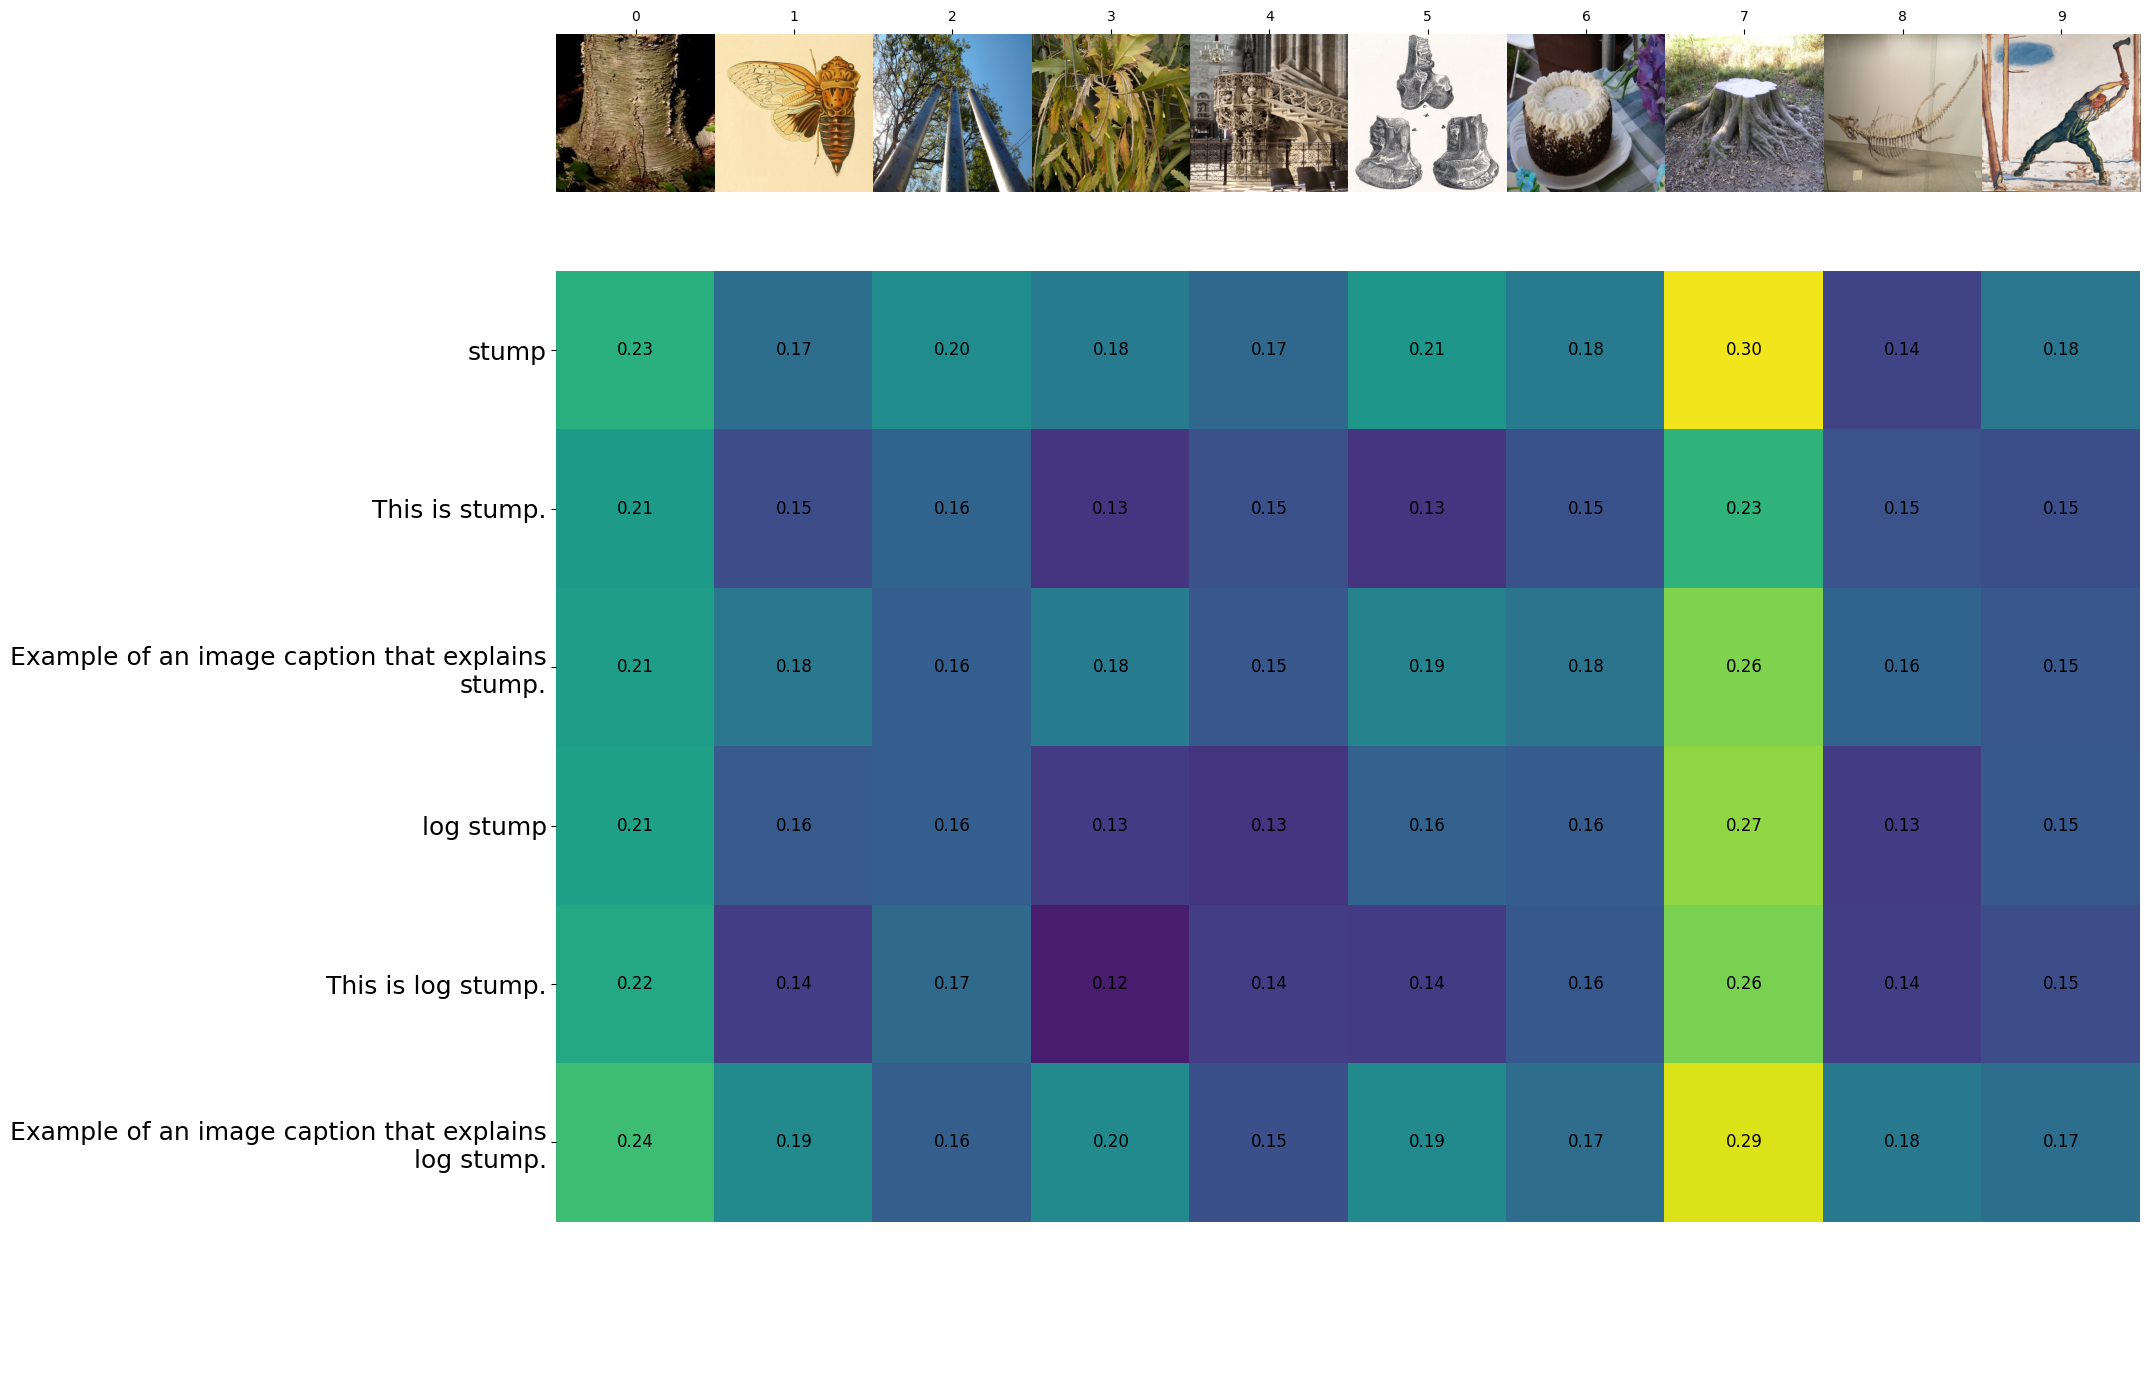 0 1 2 3 4 5 6 7 8 9
stump 0.23 0.17 0.20 0.18 0.17 0.21 0.18 0.30 0.14 0.18
This is stump. 0.21 0.15 0.16 0.13 0.15 0.13 0.15 0.23 0.15 0.15
Example of an image caption that explains
stump. 0.21 0.18 0.16 0.18 0.15 0.19 0.18 0.26 0.16 0.15
log stump 0.21 0.16 0.16 0.13 0.13 0.16 0.16 0.27 0.13 0.15
This is log stump. 0.22 0.14 0.17 0.12 0.14 0.14 0.16 0.26 0.14 0.15
Example of an image caption that explains
log stump. 0.24 0.19 0.16 0.20 0.15 0.19 0.17 0.29 0.18 0.17